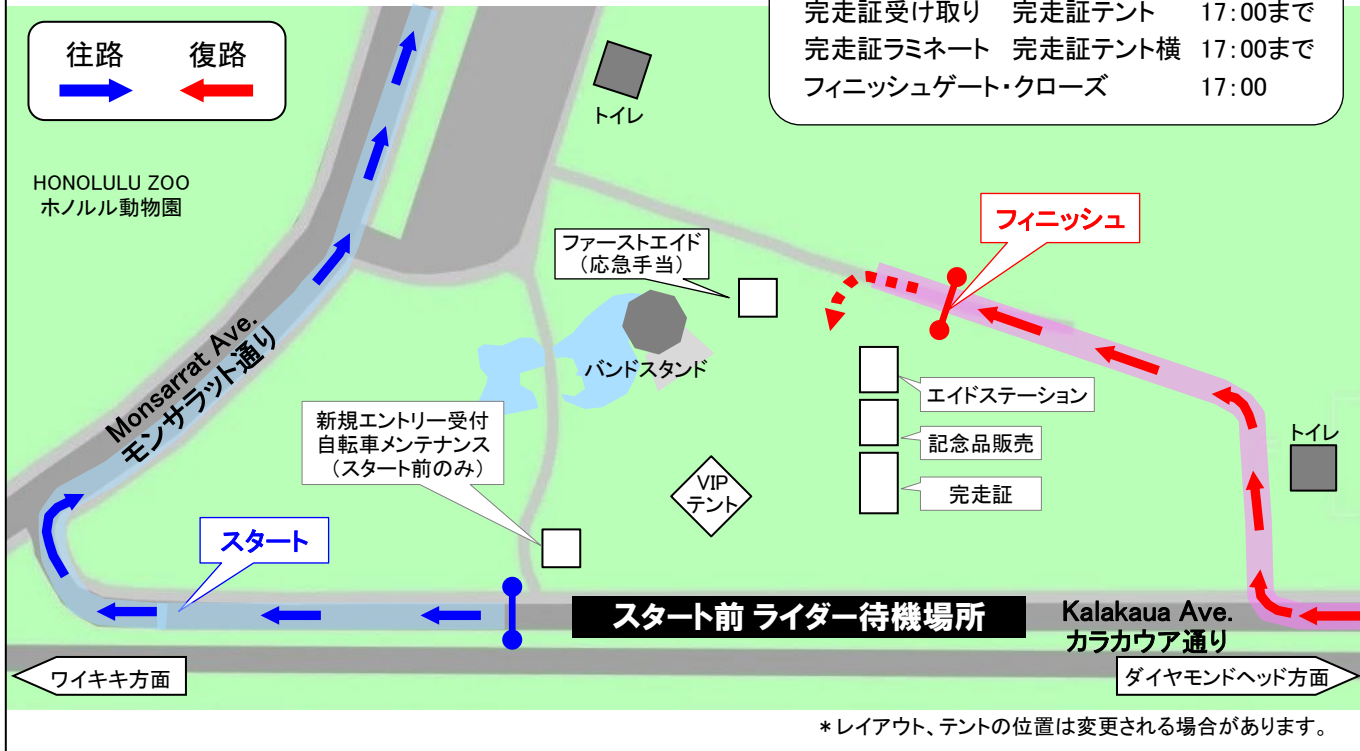 完走証受け取り 完走証テント 17:00まで
完走証ラミネート 完走証テント横 17:00まで
フィニッシュゲート・クローズ 17:00
往路 復路
トイレ
HONOLULU ZOO
ホノルル動物園
フィニッシュ
ファーストエイド
（応急手当）
バンドスタンド
Monsarrat Ave.
モンサラット通り
エイドステーション
新規エントリー受付
自転車メンテナンス
（スタート前のみ）
記念品販売
トイレ
VIP
テント
完走証
スタート
スタート前 ライダー待機場所
Kalakaua Ave.
カラカウア通り
ワイキキ方面
ダイヤモンドヘッド方面
＊レイアウト、テントの位置は変更される場合があります。